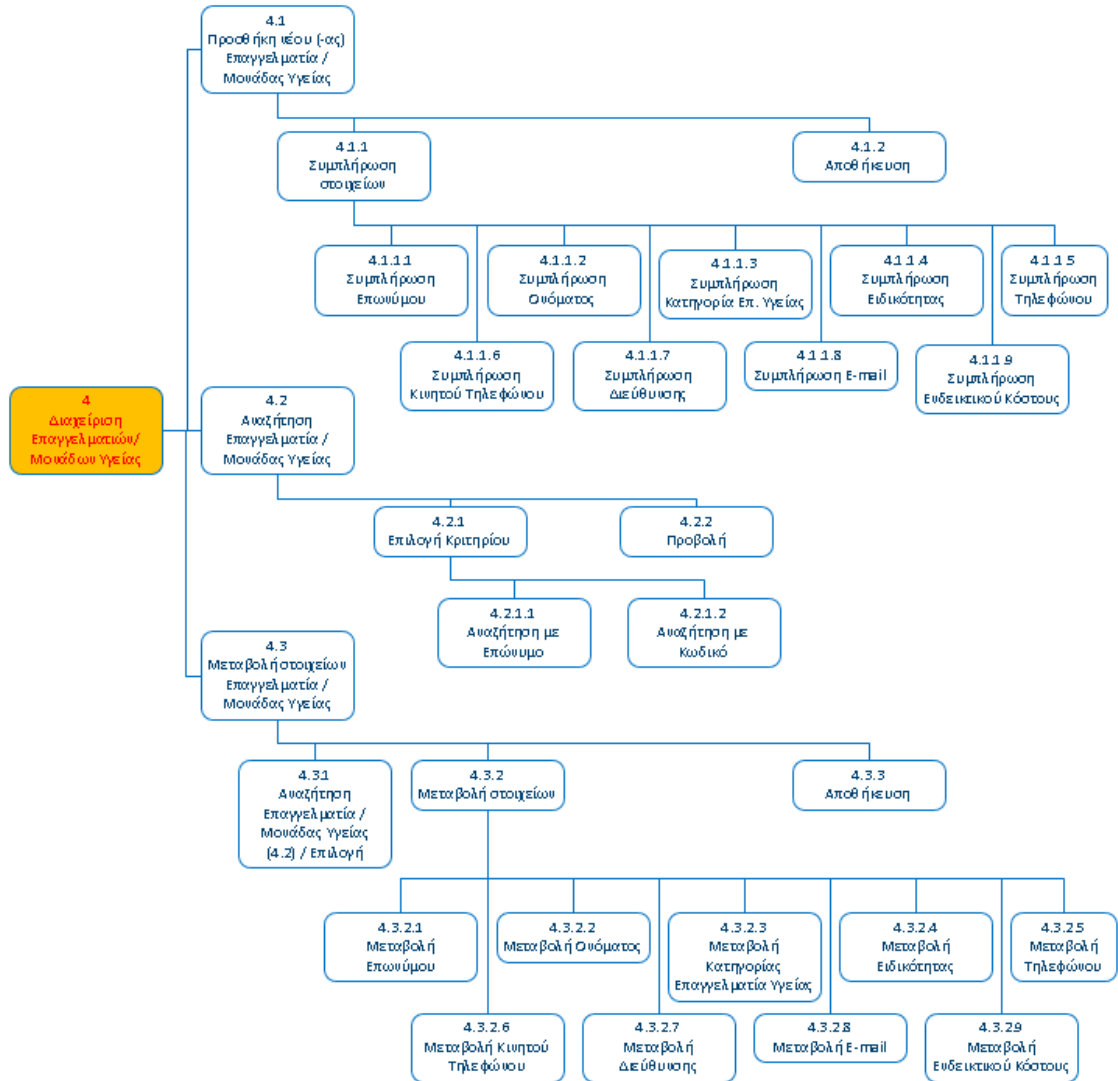 4.1
Προσθήκη νέου (-ας)
Επαγγελματία /
Μονάδας Υγείας
4.1.1
Συμπλήρωση
στοιχείων
4.1.2
Αποθήκευση
4.1.1.1
Συμπλήρωση
Επωνύμου
4.1.1.2
Συμπλήρωση
Ονόματος
4.1.1.3
Συμπλήρωση
Κατηγορία Επ. Υγείας
4.1.1.4
Συμπλήρωση
Ειδικότητας
4.1.1.5
Συμπλήρωση
Τηλεφώνου
4.1.1.6
Συμπλήρωση
Κινητού Τηλεφώνου
4.1.1.7
Συμπλήρωση
Διεύθυνσης
4.1.1.8
Συμπλήρωση E-mail
4.1.1.9
Συμπλήρωση
Ενδεικτικού Κόστους
4
Διαχείριση
Επαγγελματιών/
Μονάδων Υγείας
4.2
Αναζήτηση
Επαγγελματία /
Μονάδας Υγείας
4.2.1
Επιλογή Κριτηρίου
4.2.2
Προβολή
4.2.1.1
Αναζήτηση με
Επώνυμο
4.2.1.2
Αναζήτηση με
Κωδικό
4.3
Μεταβολή στοιχείων
Επαγγελματία /
Μονάδας Υγείας
4.3.1
Αναζήτηση
Επαγγελματία /
Μονάδας Υγείας
(4.2) / Επιλογή
4.3.2
Μεταβολή στοιχείων
4.3.3
Αποθήκευση
4.3.2.1
Μεταβολή
Επωνύμου
4.3.2.2
Μεταβολή Ονόματος
4.3.2.3
Μεταβολή
Κατηγορίας
Επαγγελματία Υγείας
4.3.2.4
Μεταβολή
Ειδικότητας
4.3.2.5
Μεταβολή
Τηλεφώνου
4.3.2.6
Μεταβολή Κινητού
Τηλεφώνου
4.3.2.7
Μεταβολή
Διεύθυνσης
4.3.2.8
Μεταβολή E-mail
4.3.2.9
Μεταβολή
Ενδεικτικού Κόστους